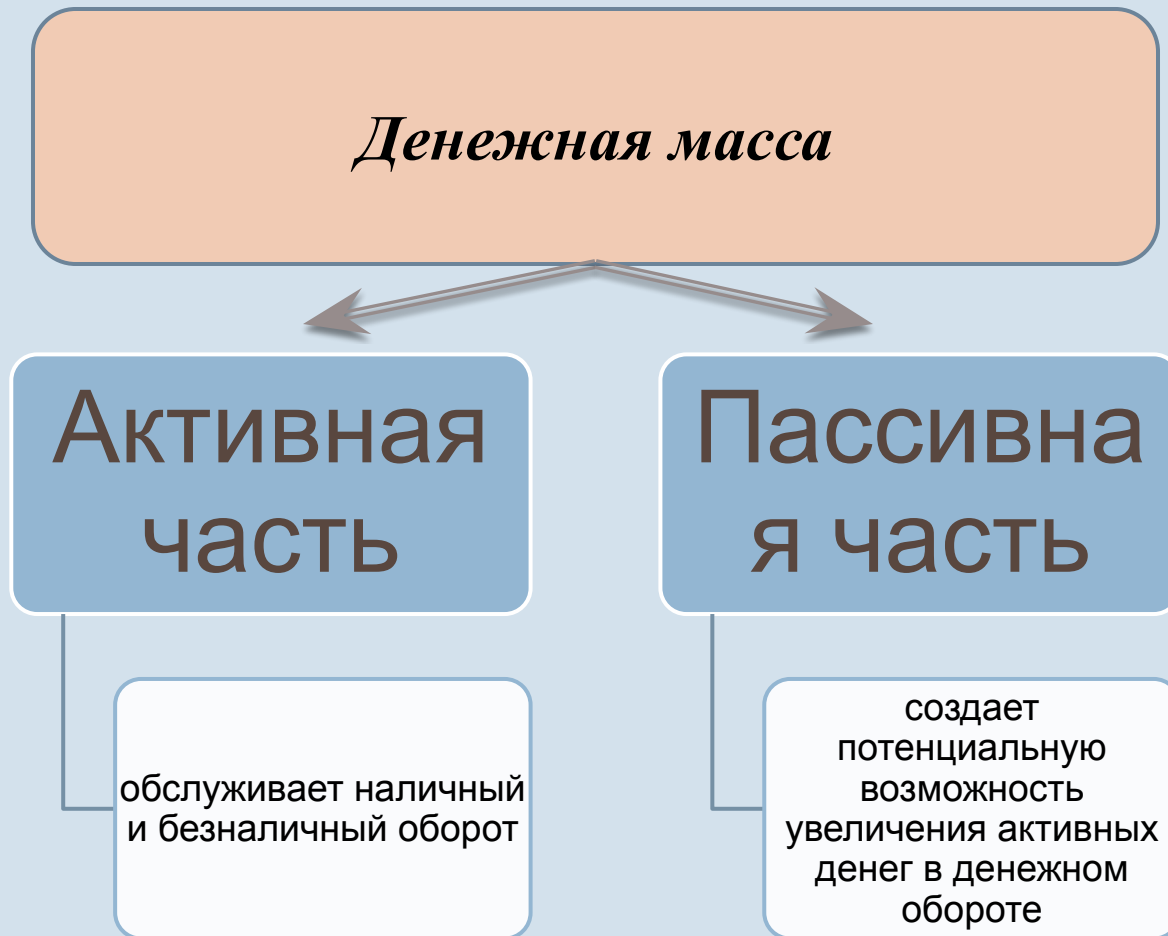 Денежная масса
Активная
часть
обслуживает наличный
и безналичный оборот
Пассивна
я часть
создает
потенциальную
возможность
увеличения активных
денег в денежном
обороте